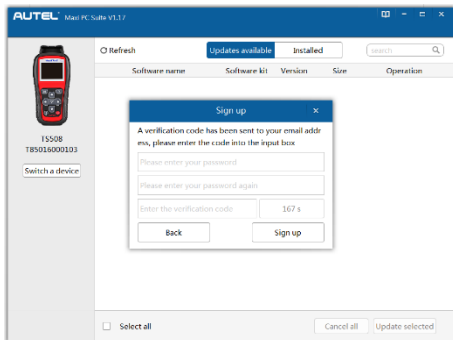 AUTEL Maxi PC Suite V1.17
Refresh Updates available Installed search
Software name Software kit Version Size Operation
Sign up
A verification code has been sent to your email addr
ess, please enter the code into the input box
Please enter your password
Please enter your password again
Enter the verification code 167 s
Back Sign up
TS508
TB5016000103
Switch a device
Select all Cancel all Update selected